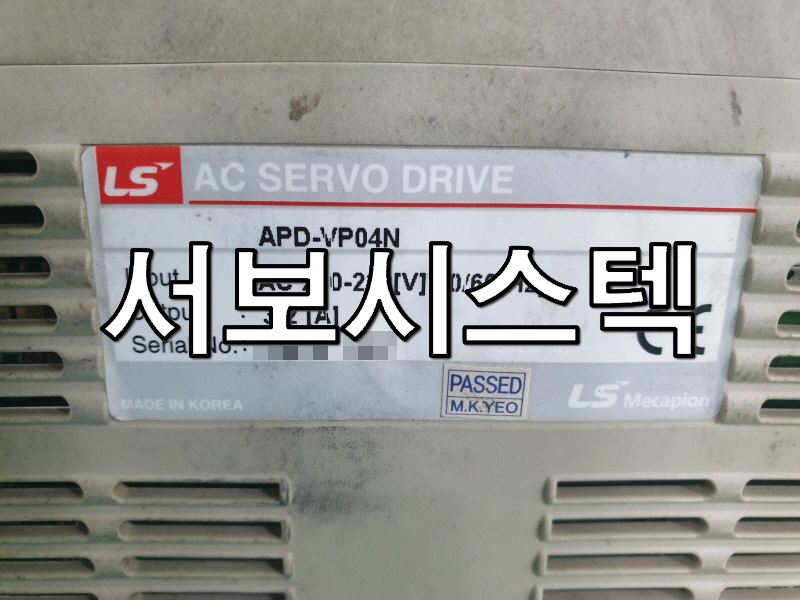 LS AC SERVO DRIVE
APD-VP04N
서보시스텍
Serial No. :
PASSED
M.K.YEO
MADE IN KOREA
LS Mecapion